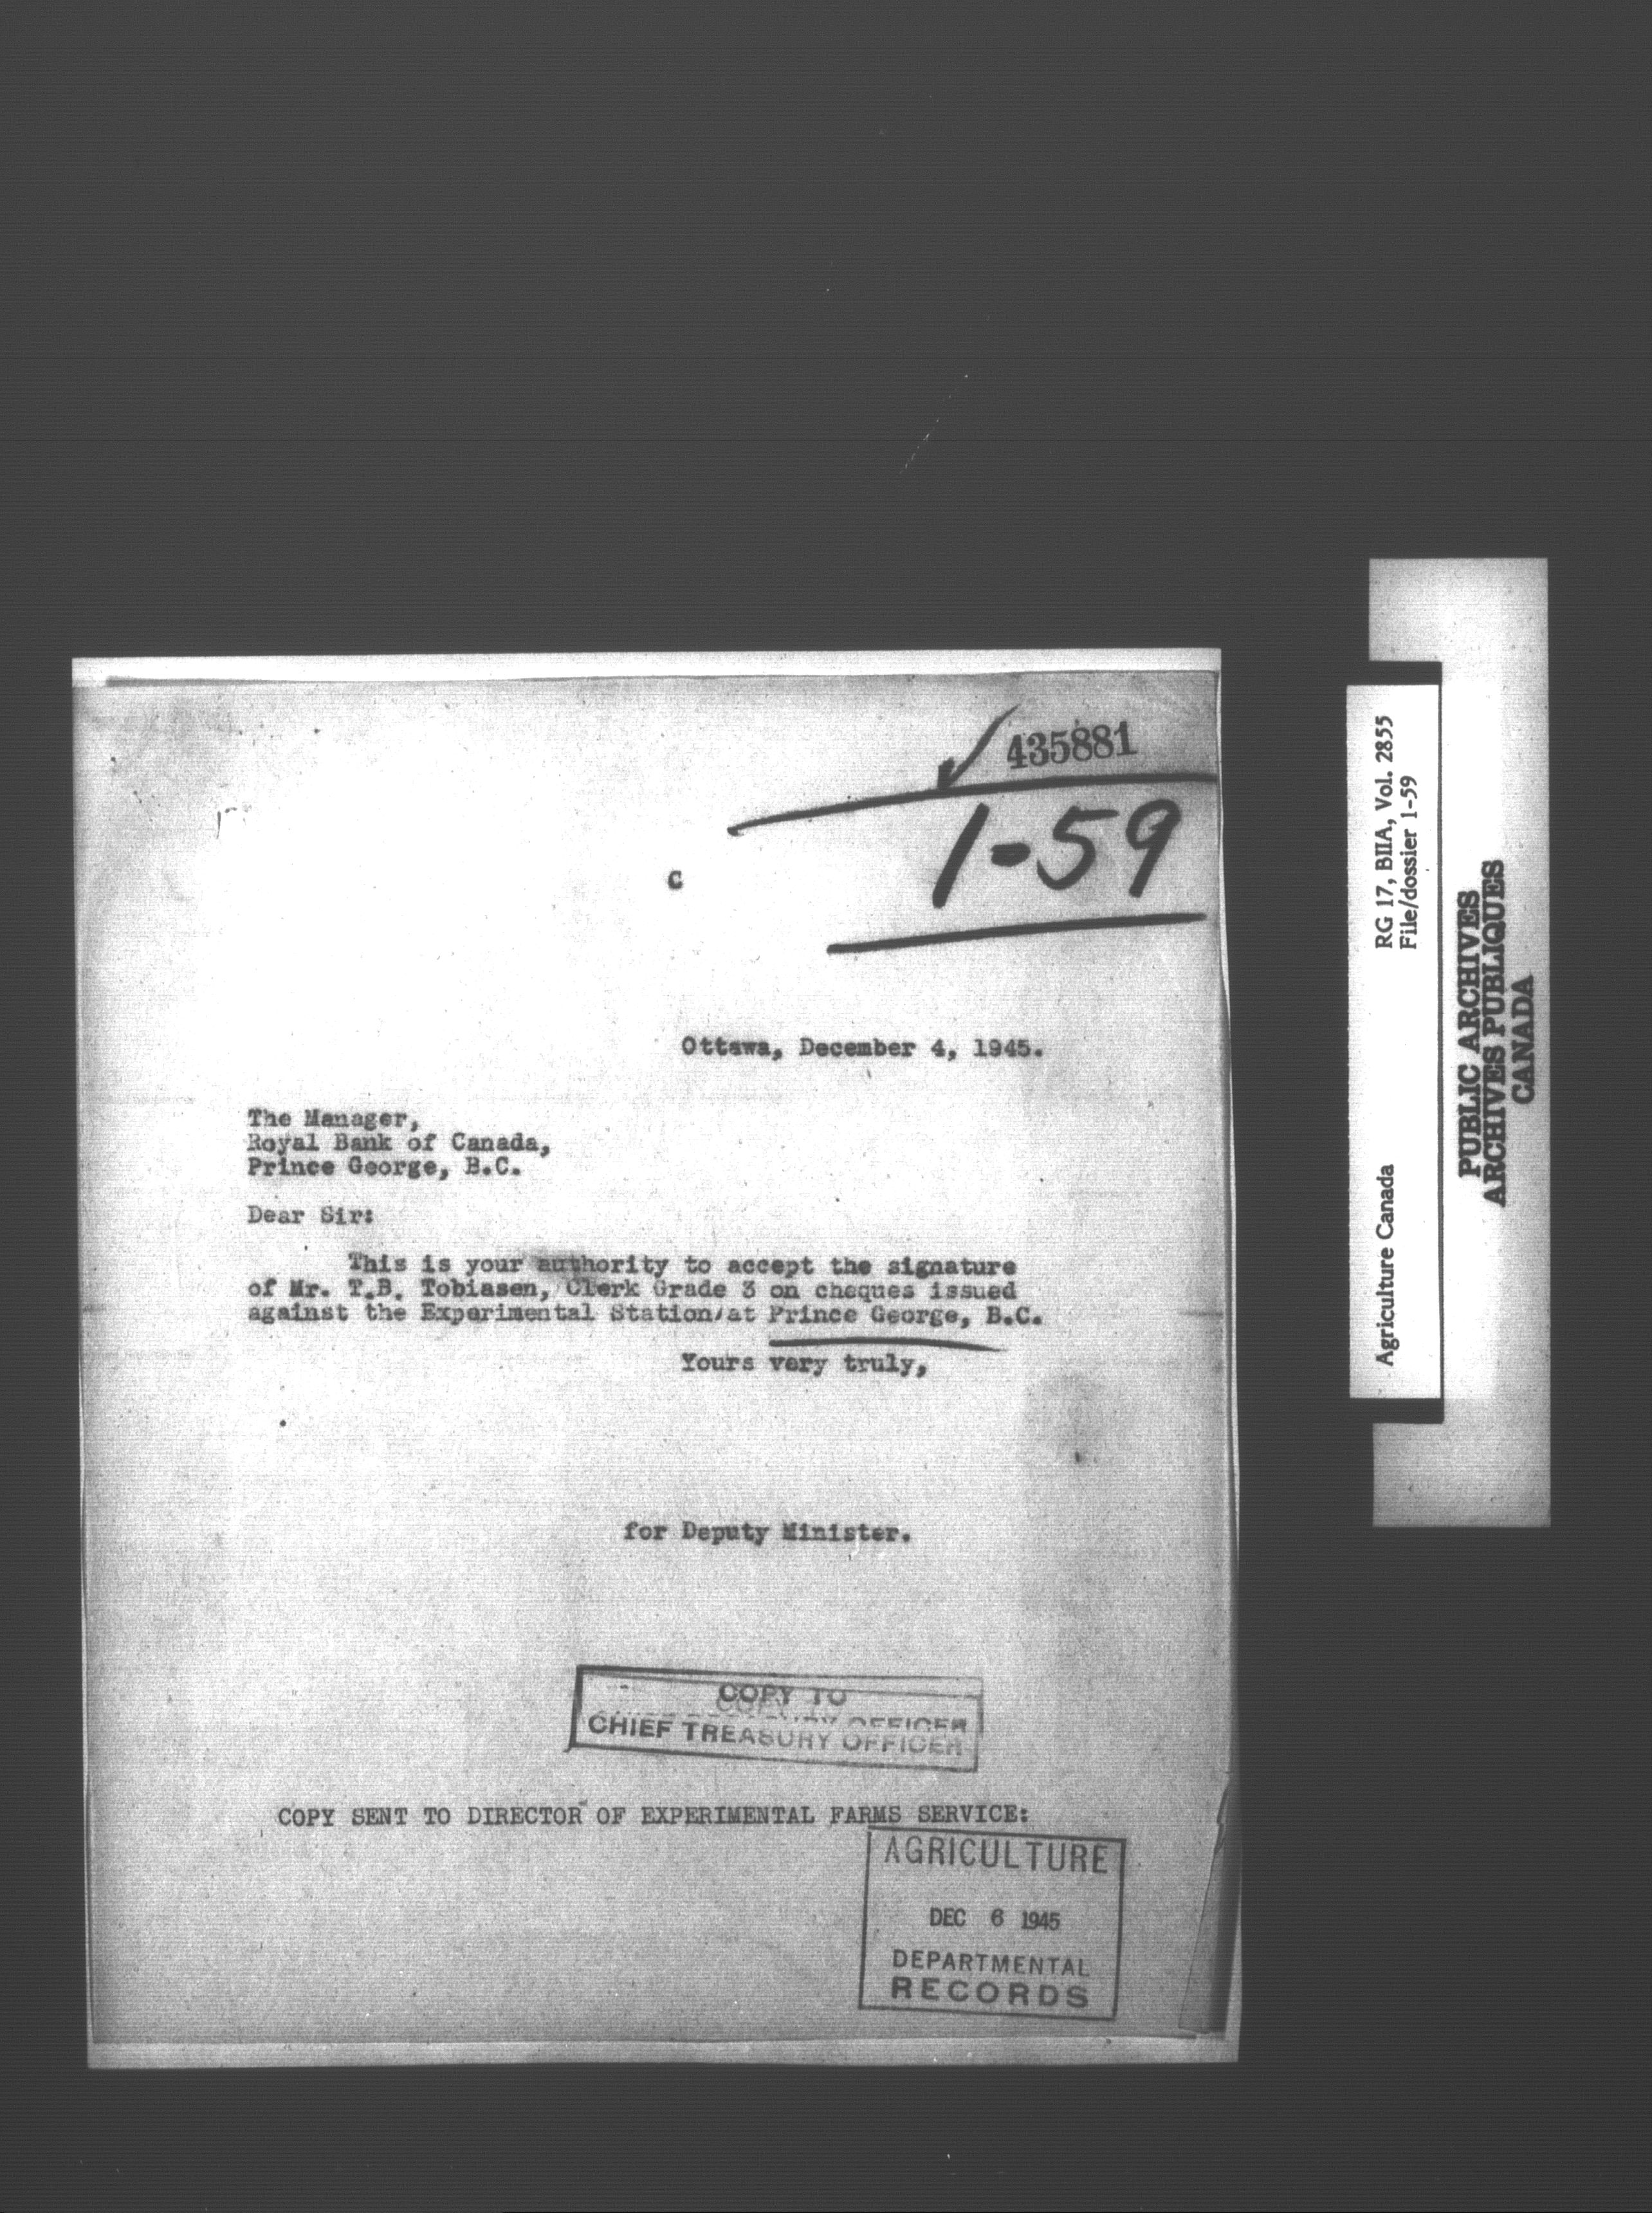 435881
1-59
C
Ottawa, December 4, 1945.
The Manager,
Royal Bank of Canada,
Prince George, B.C.
Dear Sir:
This is your authority to accept the signature
of Mr. T.B. Tobiasen, Clerk Grade 3 on cheques issued
against the Experimental Station at Prince George, B.C.
Yours very truly,
for Deputy Minister.
COPY TO
CHIEF TREASURY OFFICER
COPY SENT TO DIRECTOR OF EXPERIMENTAL FARMS SERVICE:
AGRICULTURE
DEC 6 1945
DEPARTMENTAL
RECORDS
Agriculture Canada RG 17, BIIA, Vol. 2855
File/dossier 1-59
PUBLIC ARCHIVES
ARCHIVES PUBLIQUES
CANADA